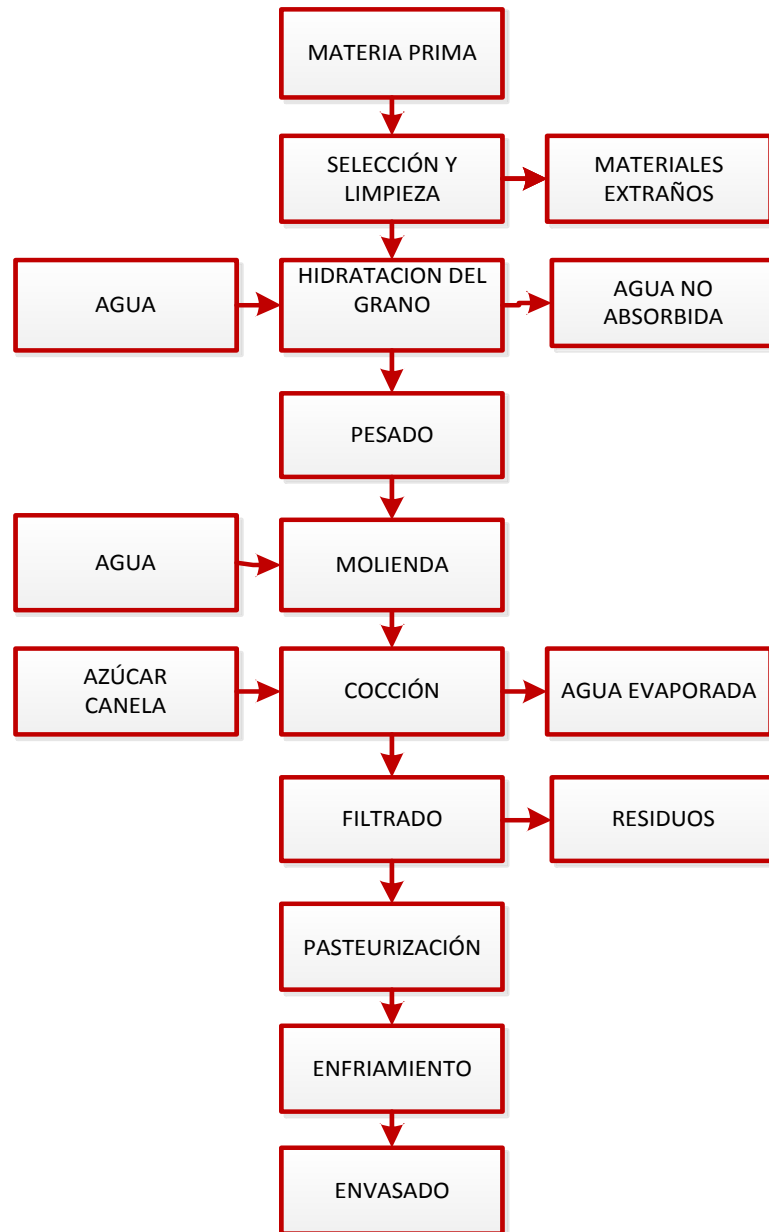 MATERIA PRIMA
SELECCIÓN Y
LIMPIEZA
MATERIALES
EXTRAÑOS
AGUA
HIDRATACION DEL
GRANO
AGUA NO
ABSORBIDA
PESADO
AGUA
MOLIENDA
AZÚCAR
CANELA
COCCIÓN
AGUA EVAPORADA
FILTRADO
RESIDUOS
PASTEURIZACIÓN
ENFRIAMIENTO
ENVASADO